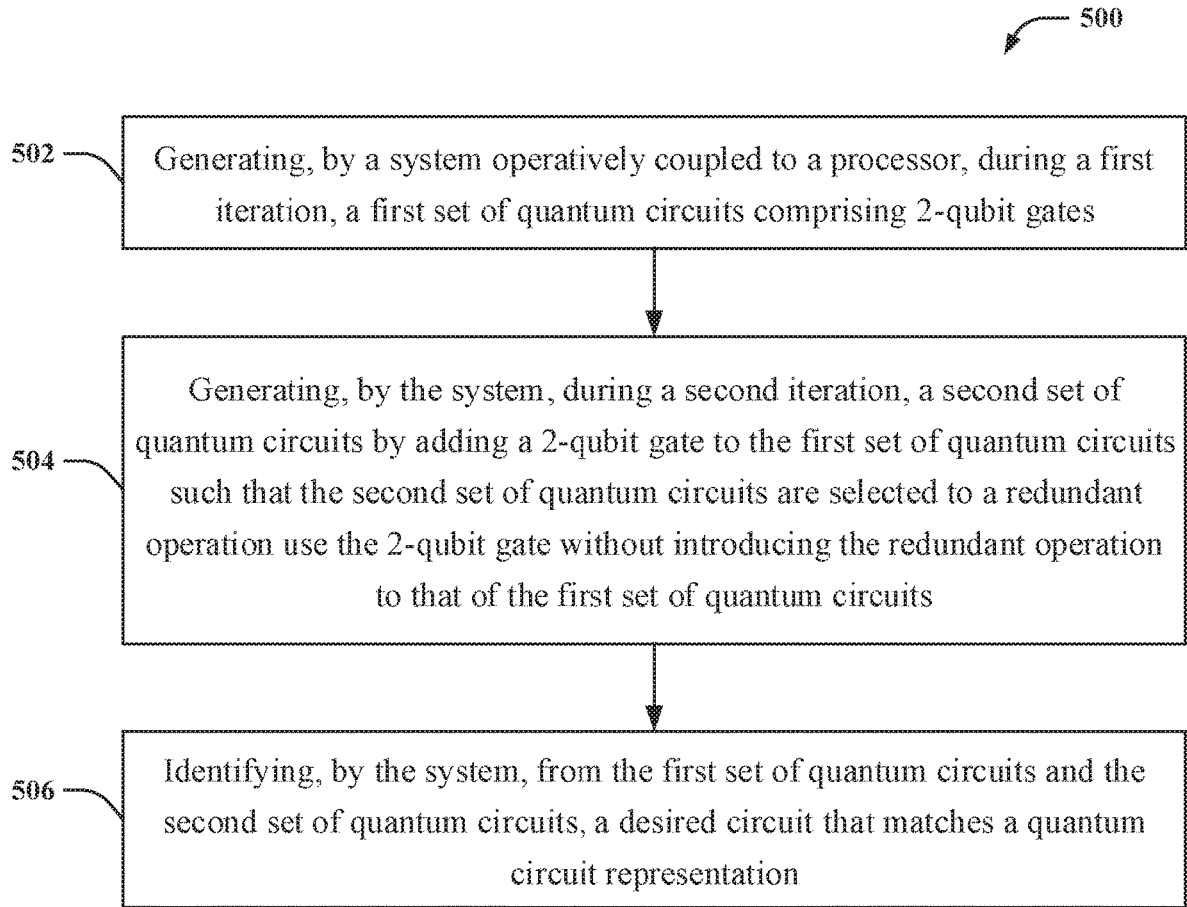 500
502
Generating, by a system operatively coupled to a processor, during a first
iteration, a first set of quantum circuits comprising 2-qubit gates
504
Generating, by the system, during a second iteration, a second set of
quantum circuits by adding a 2-qubit gate to the first set of quantum circuits
such that the second set of quantum circuits are selected to a redundant
operation use the 2-qubit gate without introducing the redundant operation
to that of the first set of quantum circuits
506
Identifying, by the system, from the first set of quantum circuits and the
second set of quantum circuits, a desired circuit that matches a quantum
circuit representation